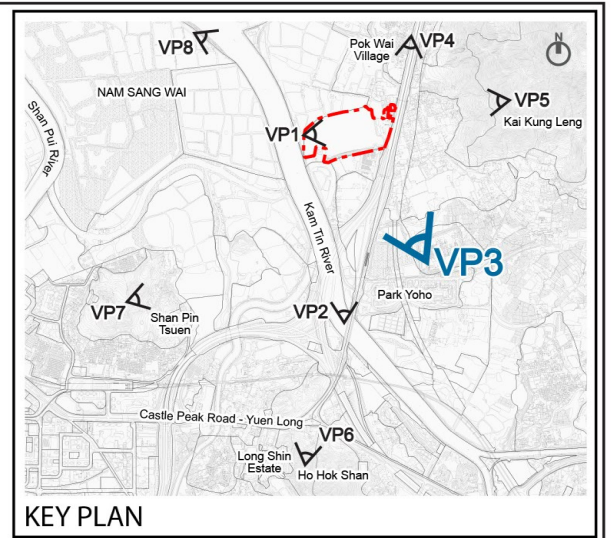 VP8
Pok Wai
Village
VP4
N
NAM SANG WAI
VP5
Kai Kung Leng
Shan Pui River
VP1
Kam Tin River
VP3
Park Yoho
VP7
Shan Pin
Tsuen
VP2
Castle Peak Road - Yuen Long
VP6
Long Shin
Estate
Ho Hok Shan
KEY PLAN